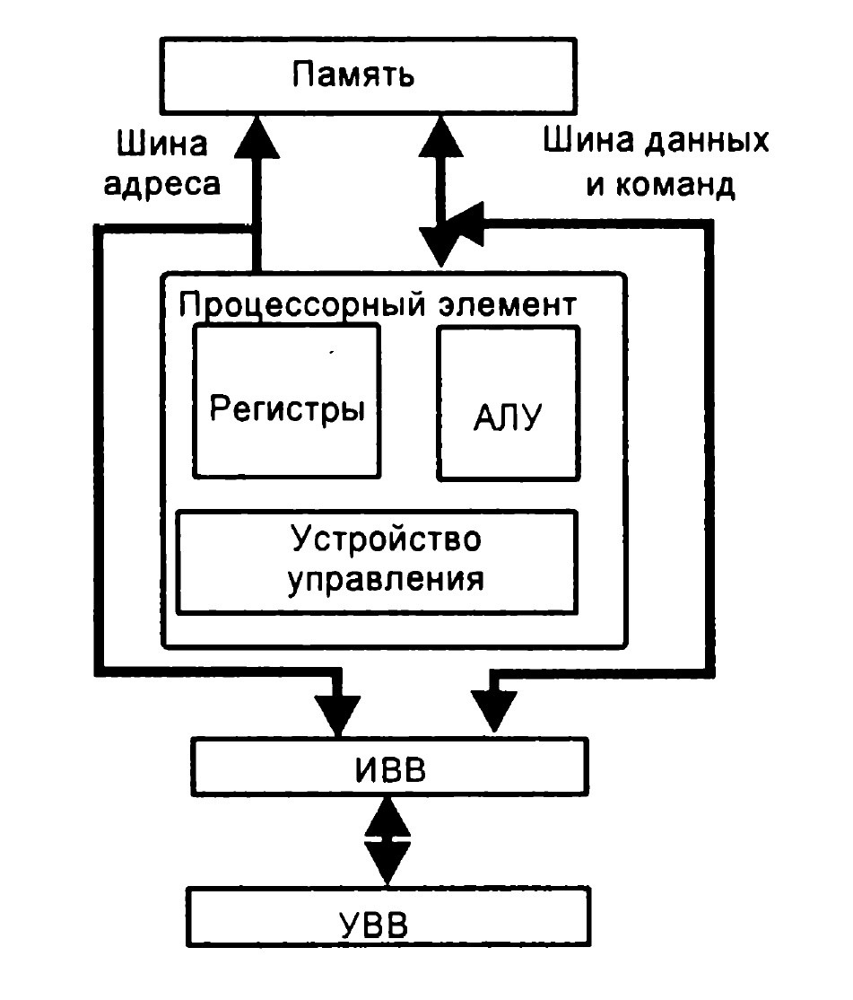 Память
Шина
адреса
Шина данных
и команд
Процессорный элемент
Регистры
АЛУ
Устройство
управления
ИВВ
УВВ